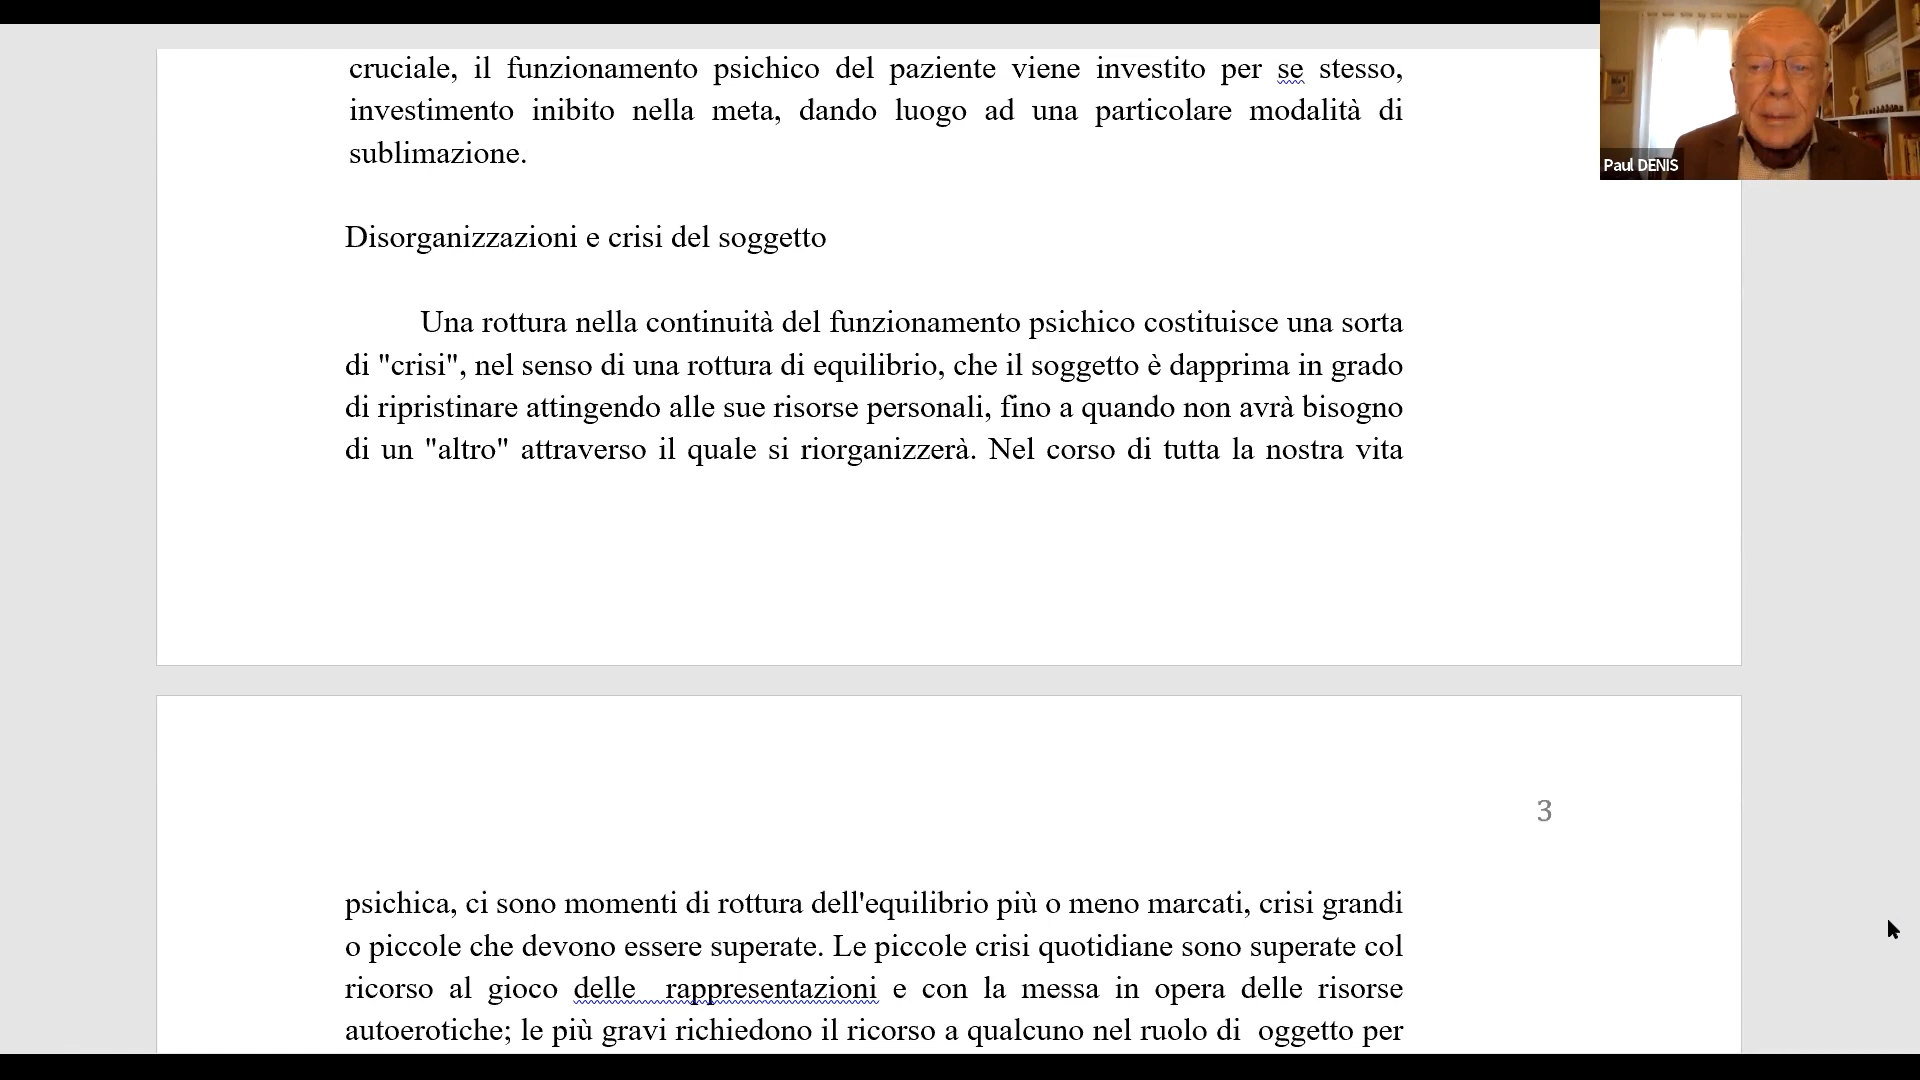 cruciale, il funzionamento psichico del paziente viene investito per se stesso,
investimento inibito nella meta, dando luogo ad una particolare modalità di
sublimazione.
Paul DENIS
Disorganizzazioni e crisi del soggetto
Una rottura nella continuità del funzionamento psichico costituisce una sorta
di "crisi", nel senso di una rottura di equilibrio, che il soggetto è dapprima in grado
di ripristinare attingendo alle sue risorse personali, fino a quando non avrà bisogno
di un "altro" attraverso il quale si riorganizzerà. Nel corso di tutta la nostra vita
3
psichica, ci sono momenti di rottura dell'equilibrio più o meno marcati, crisi grandi
o piccole che devono essere superate. Le piccole crisi quotidiane sono superate col
ricorso al gioco delle rappresentazioni e con la messa in opera delle risorse
autoerotiche; le più gravi richiedono il ricorso a qualcuno nel ruolo di oggetto per